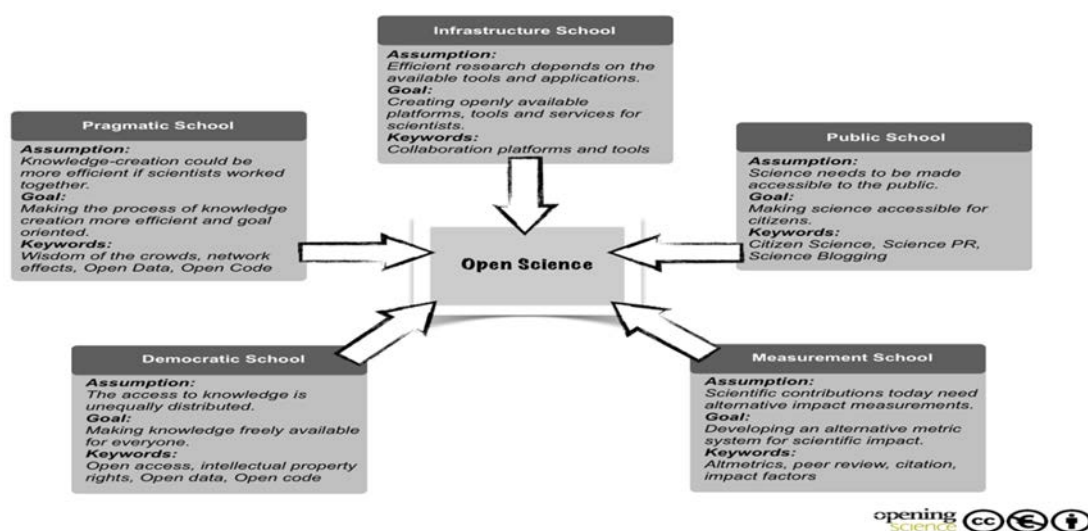 Infrastructure School
Assumption:
Efficient research depends on the
available tools and applications.
Goal:
Creating openly available
platforms, tools and services for
scientists.
Keywords:
Collaboration platforms and tools
Pragmatic School
Assumption:
Knowledge-creation could be
more efficient if scientists worked
together.
Goal:
Making the process of knowledge
creation more efficient and goal
oriented.
Keywords:
Wisdom of the crowds, network
effects, Open Data, Open Code
Public School
Assumption:
Science needs to be made
accessible to the public.
Goal:
Making science accessible for
citizens.
Keywords:
Citizen Science, Science PR,
Science Blogging
Open Science
Democratic School
Assumption:
The access to knowledge is
unequally distributed.
Goal:
Making knowledge freely available
for everyone.
Keywords:
Open access, intellectual property
rights, Open data, Open code
Measurement School
Assumption:
Scientific contributions today need
alternative impact measurements.
Goal:
Developing an alternative metric
system for scientific impact.
Keywords:
Altmetrics, peer review, citation,
impact factors
opening
science
cc